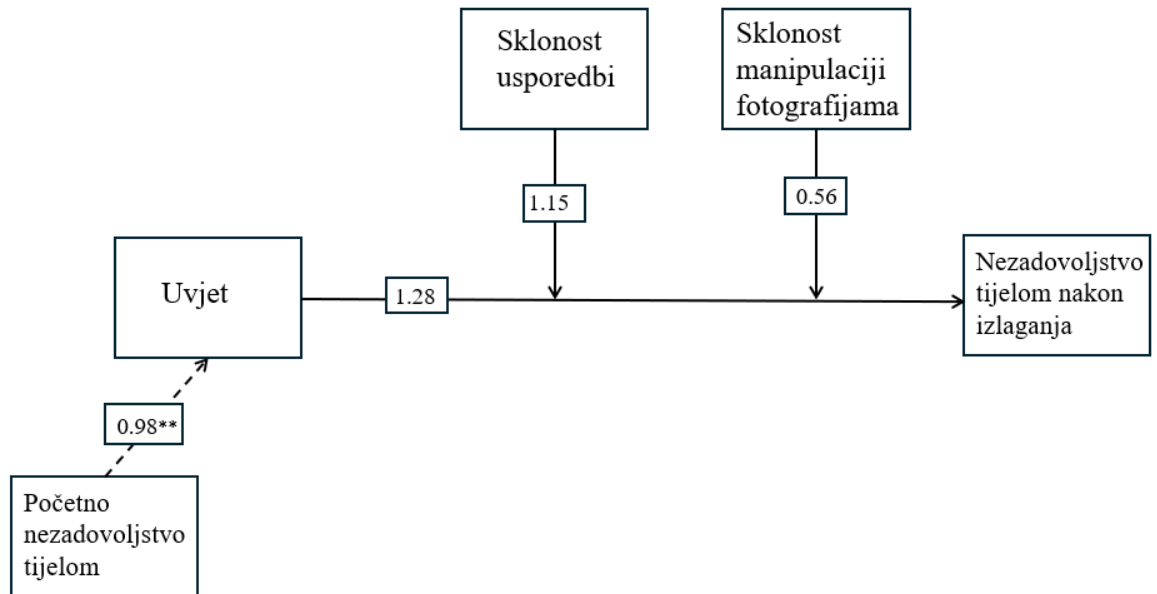 Sklonost
usporedbi
Sklonost
manipulaciji
fotografijama
1.15
0.56
Uvjet
1.28
Nezadovoljstvo
tijelom nakon
izlaganja
0.98**
Početno
nezadovoljstvo
tijelom